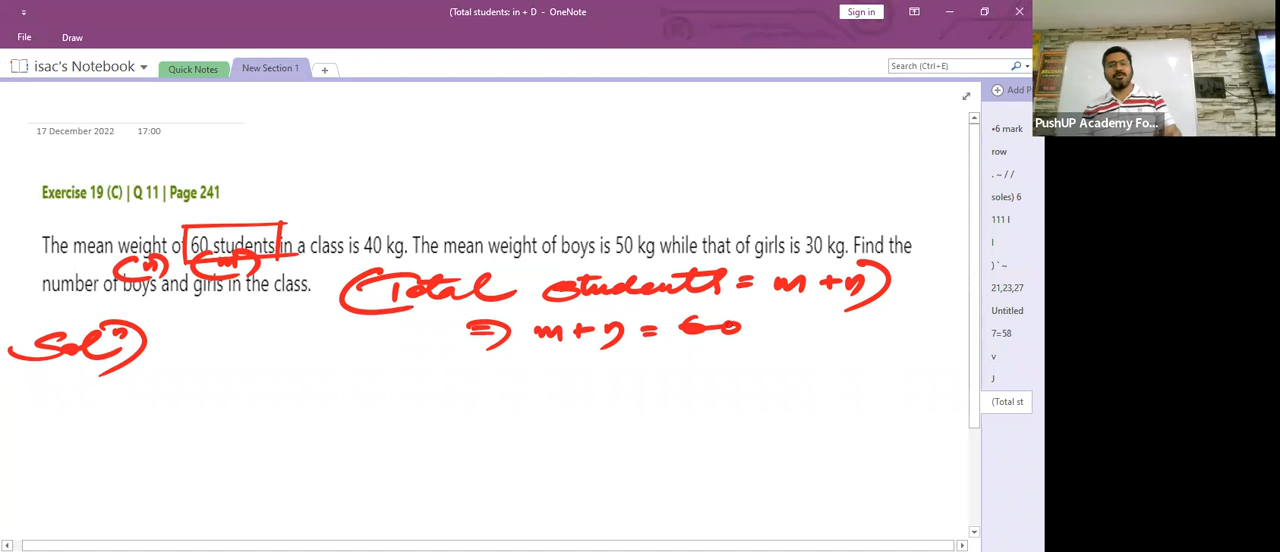 (Total students: in + D - OneNote
Sign in
File
Draw
isac's Notebook
Quick Notes
New Section 1
Search (Ctrl+E)
Add P
PushUP Academy Fo...
17 December 2022 17:00
Exercise 19 (C) | Q 11 | Page 241
The mean weight of 60 students in a class is 40 kg. The mean weight of boys is 50 kg while that of girls is 30 kg. Find the
(n) (m)
number of boys and girls in the class.
(Total students = m + n)
⇒ m + n = 60
Solⁿ)
•6 mark
row
. ~ / /
soles) 6
111 I
I
) ` ~
21,23,27
Untitled
7=58
v
J
(Total st